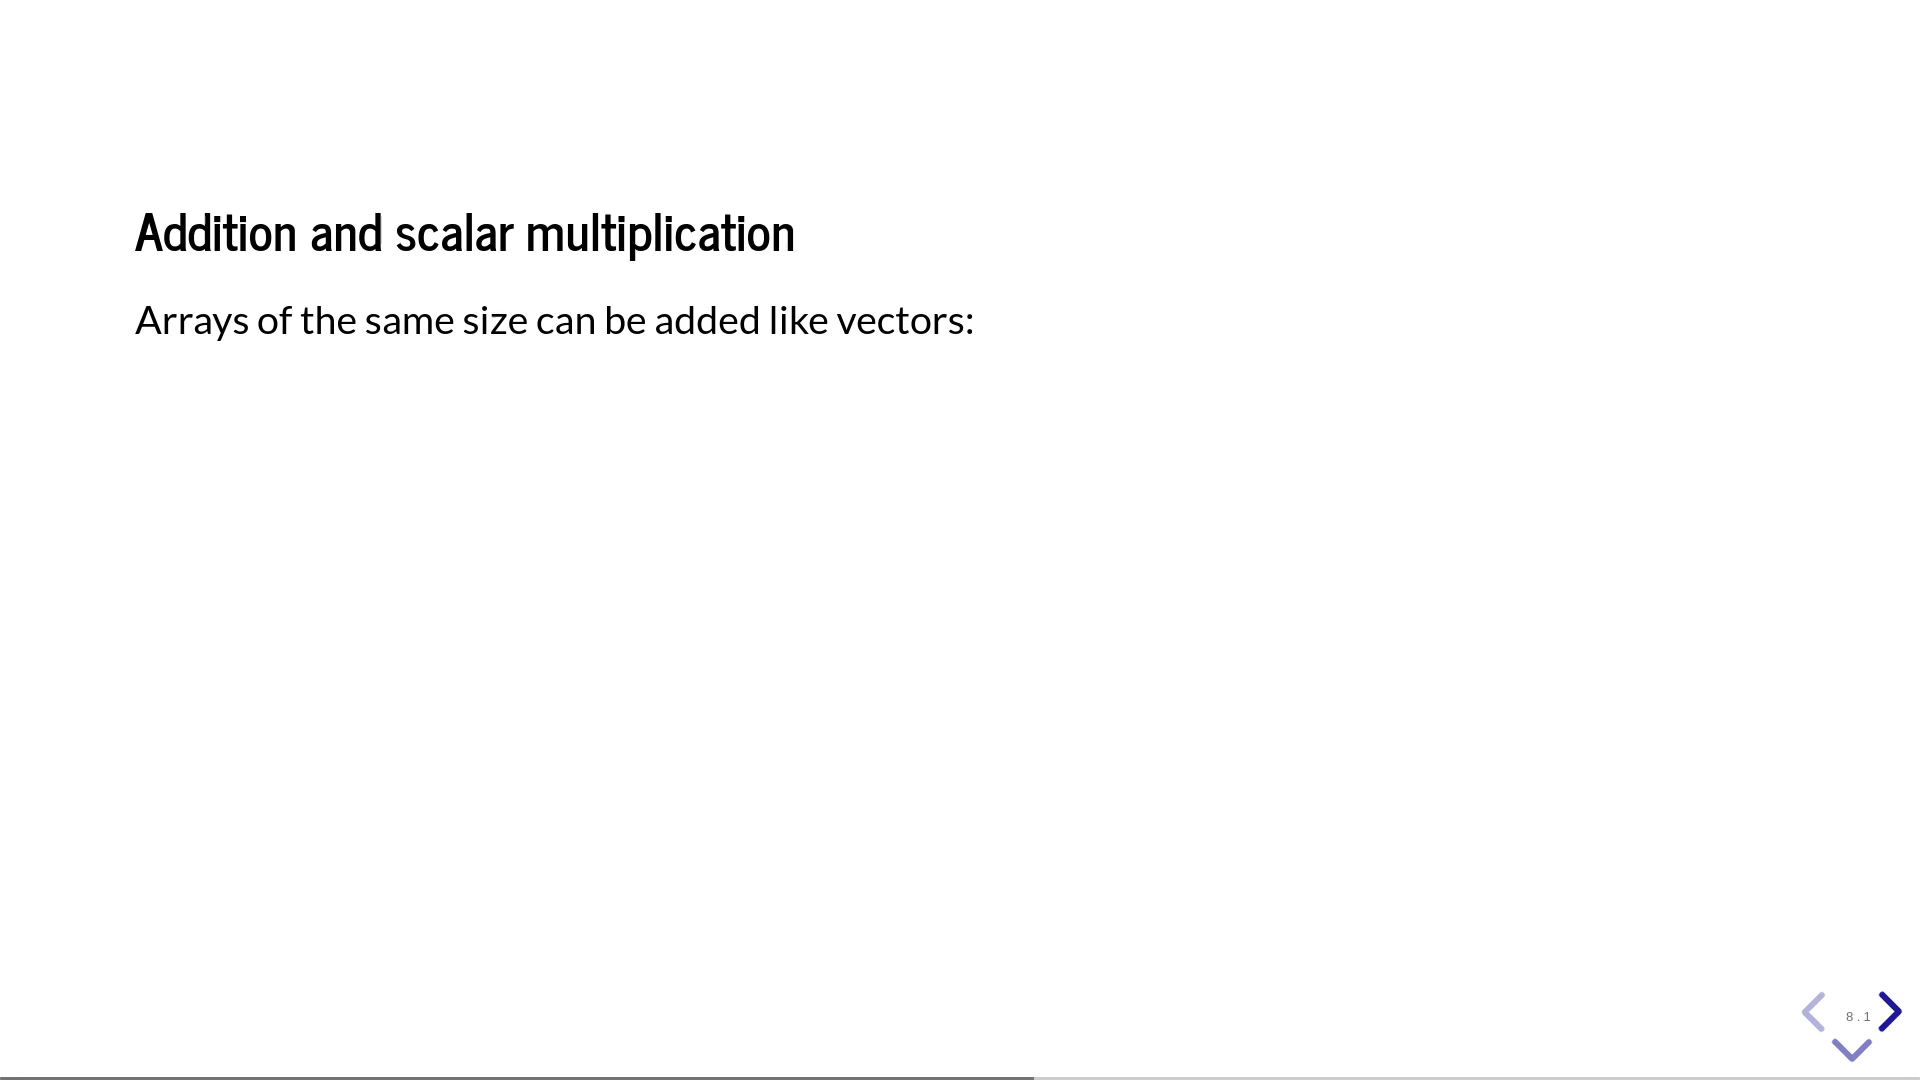 Addition and scalar multiplication
Arrays of the same size can be added like vectors:
8.1